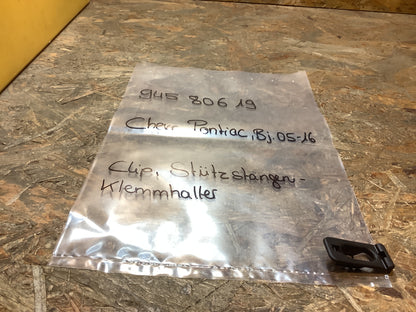 945 806 19
Chevr Pontiac, Bj. 05-16
Clip, Stützstangen-
Klemmhalter